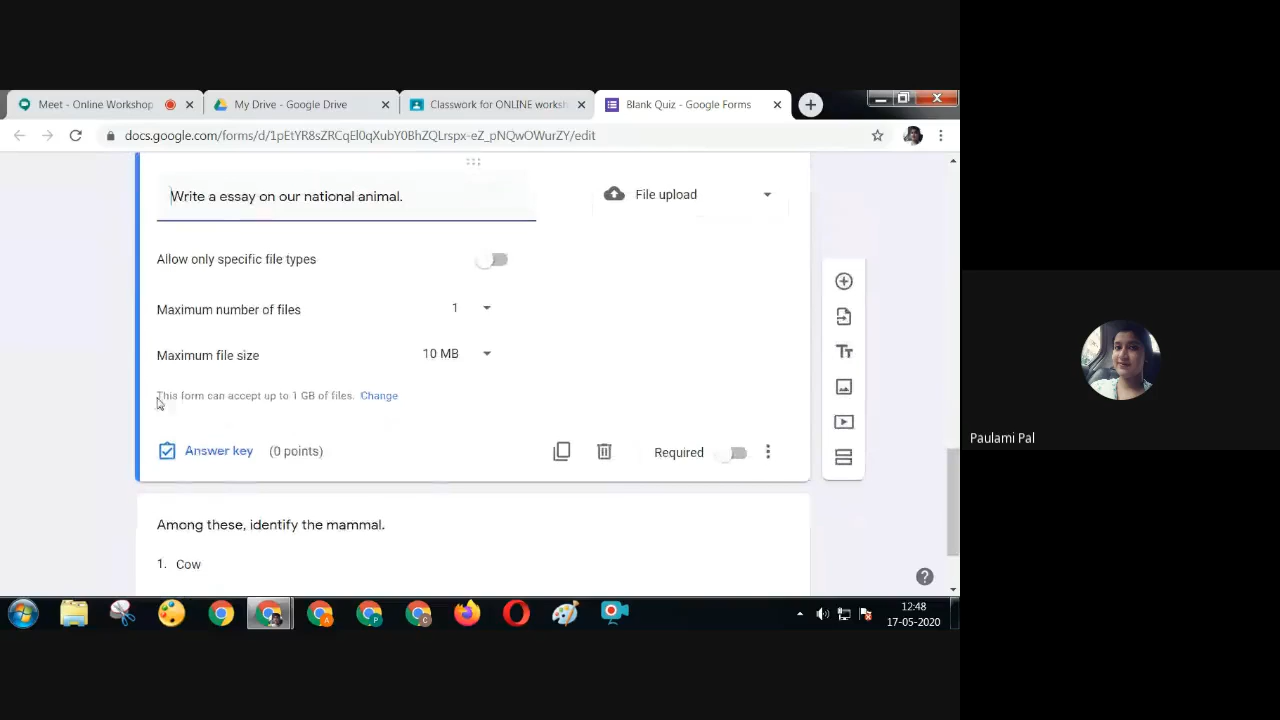 Meet - Online Workshop
My Drive - Google Drive
Classwork for ONLINE works
Blank Quiz - Google Forms
docs.google.com/forms/d/1pEtYR8sZRCqEl0qXubY0BhZQLrspx-eZ_pNQwOWurZY/edit
Write a essay on our national animal.
File upload
Allow only specific file types
Maximum number of files
1
Maximum file size
10 MB
This form can accept up to 1 GB of files. Change
Answer key (0 points)
Required
Among these, identify the mammal.
1. Cow
Paulami Pal
12:48
17-05-2020